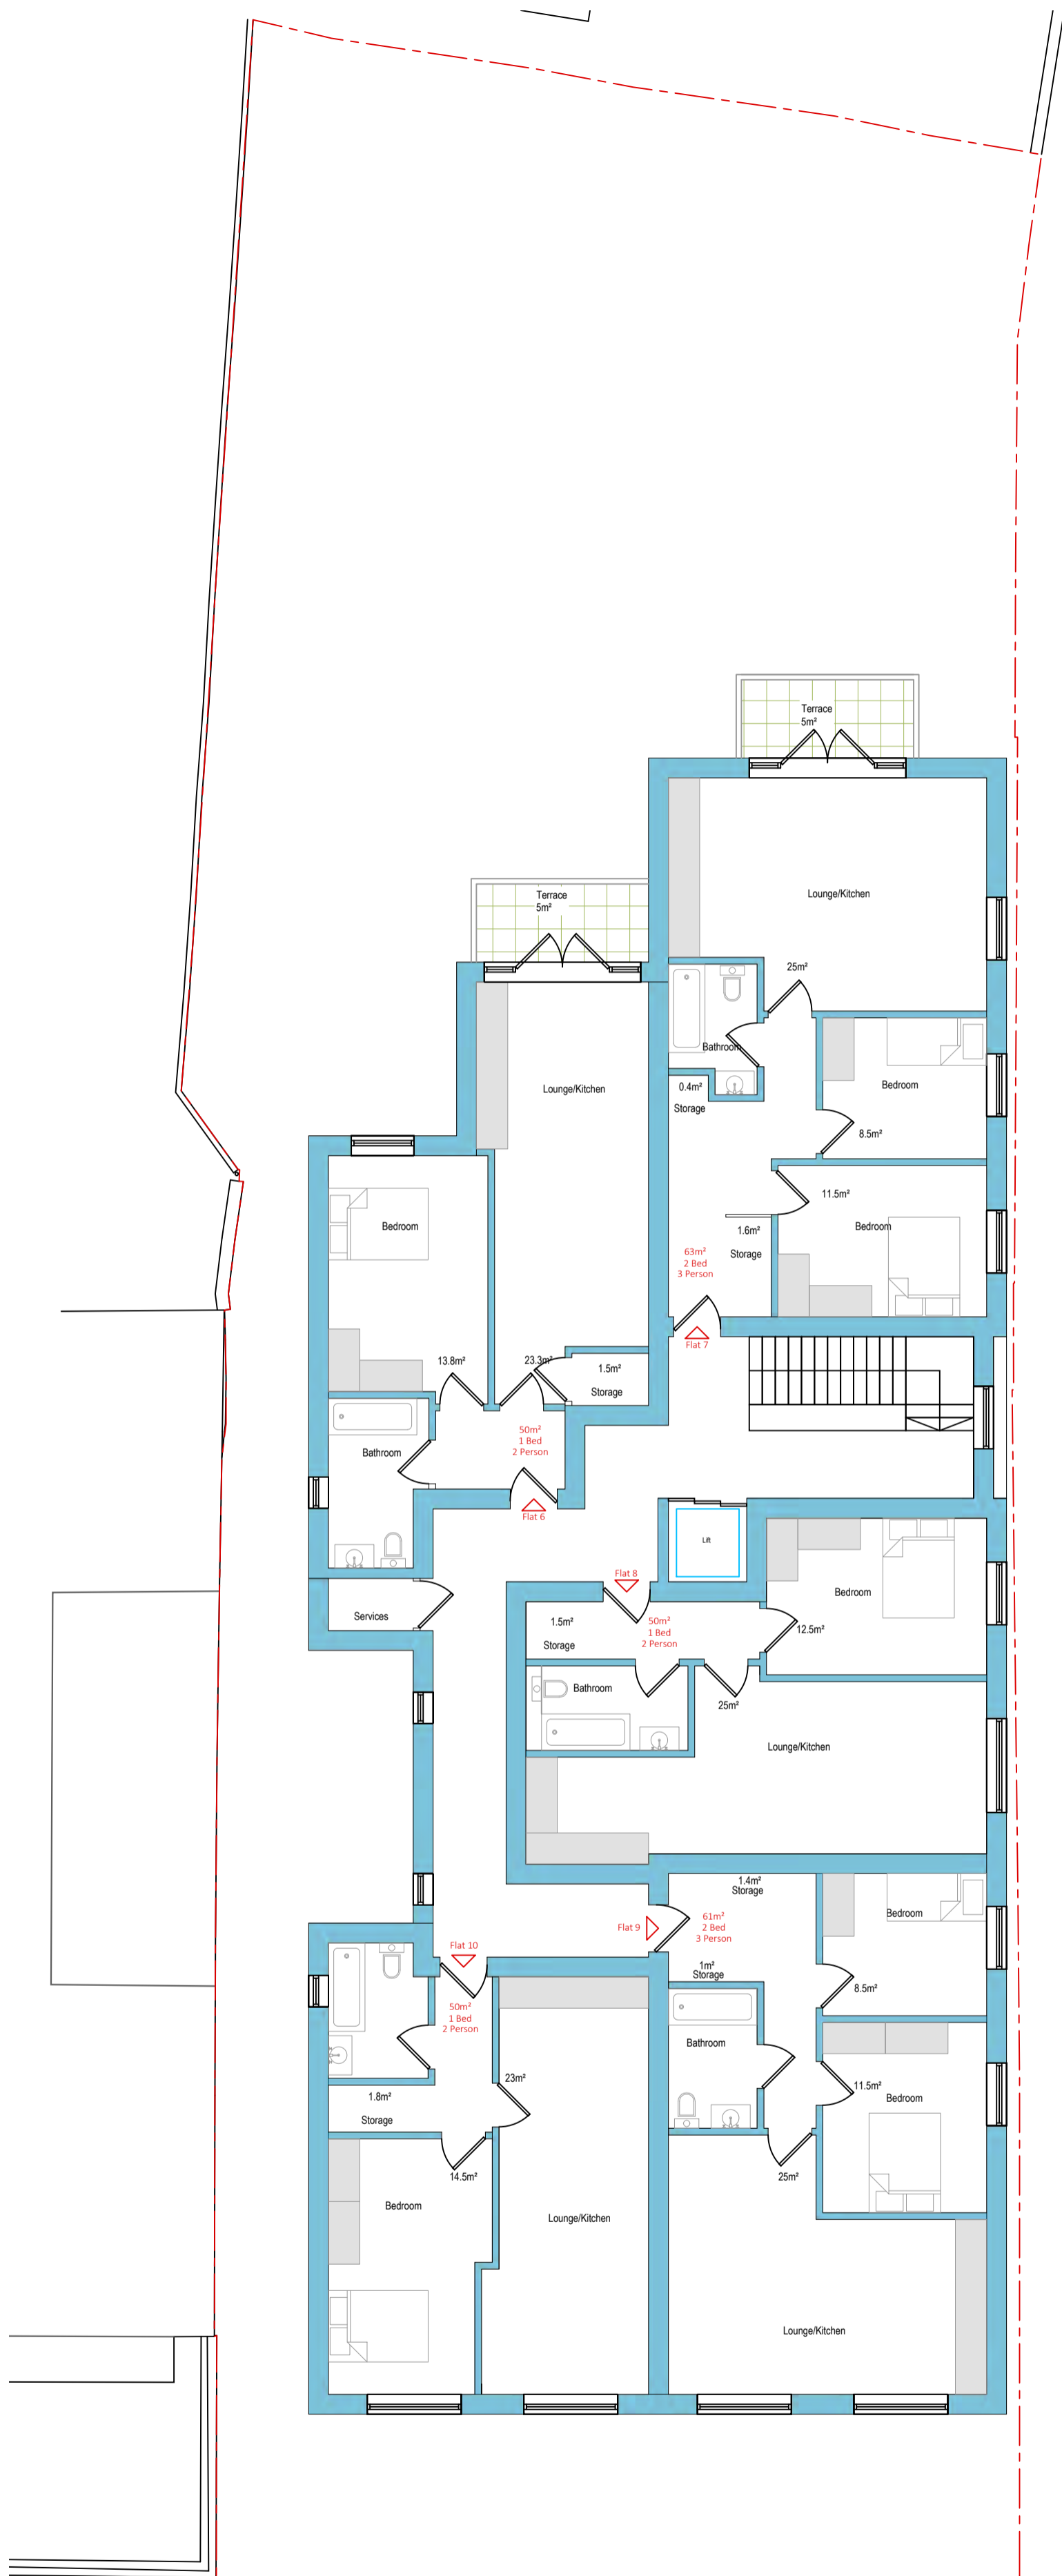 Terrace
5m²
Lounge/Kitchen
25m²
Terrace
5m²
Lounge/Kitchen
Bathroom
0.4m²
Storage
Bedroom
8.5m²
11.5m²
Bedroom
1.6m²
Storage
63m²
2 Bed
3 Person
Flat 7
Bedroom
13.8m²
23.3m²
1.5m²
Storage
50m²
1 Bed
2 Person
Bathroom
Flat 6
Lift
Services
Flat 8
1.5m²
Storage
50m²
1 Bed
2 Person
Bedroom
12.5m²
Bathroom
25m²
Lounge/Kitchen
1.4m²
Storage
Flat 9
61m²
2 Bed
3 Person
Bedroom
8.5m²
1m²
Storage
Flat 10
50m²
1 Bed
2 Person
Bathroom
11.5m²
Bedroom
23m²
1.8m²
Storage
14.5m²
25m²
Bedroom
Lounge/Kitchen
Lounge/Kitchen